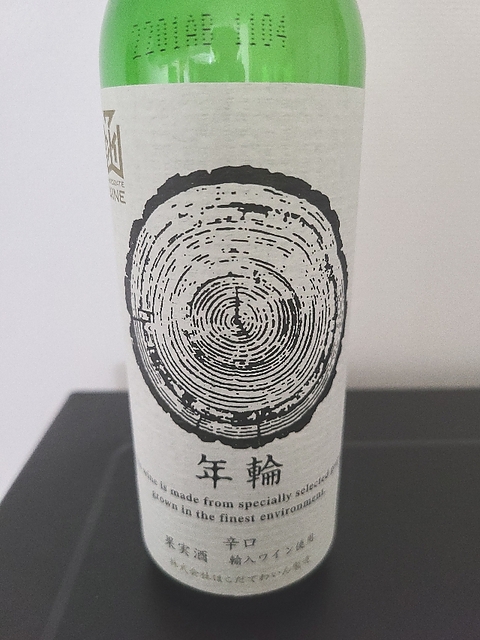 2201AB 1104
年輪
wine is made from specially selected
grown in the finest environment.
果実酒 辛口 輸入ワイン使用
株式会社はこだてわいん製造